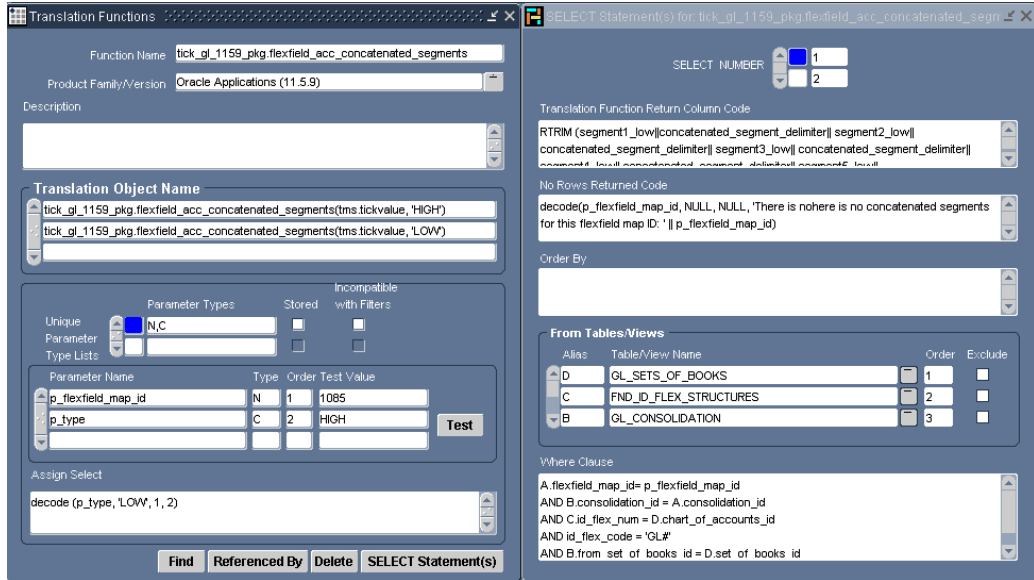 Translation Functions
Function Name tick_gl_1159_pkg.flexfield_acc_concatenated_segments
Product Family/Version Oracle Applications (11.5.9)
Description
Translation Object Name
tick_gl_1159_pkg.flexfield_acc_concatenated_segments(tms.tickvalue, 'HIGH')
tick_gl_1159_pkg.flexfield_acc_concatenated_segments(tms.tickvalue, 'LOW')
Incompatible
Parameter Types Stored with Filters
Unique
Parameter
Type Lists
N,C
Parameter Name Type Order Test Value
p_flexfield_map_id N 1 1085
p_type C 2 HIGH
Test
Assign Select
decode (p_type, 'LOW', 1, 2)
Find Referenced By Delete SELECT Statement(s)
SELECT Statement(s) for: tick_gl_1159_pkg.flexfield_acc_concatenated_segn
SELECT NUMBER 1
2
Translation Function Return Column Code
RTRIM (segment1_low||concatenated_segment_delimiter|| segment2_low||
concatenated_segment_delimiter|| segment3_low|| concatenated_segment_delimiter||
segment4_low|| concatenated_segment_delimiter|| segment5_low||
No Rows Returned Code
decode(p_flexfield_map_id, NULL, NULL, 'There is nohere is no concatenated segments
for this flexfield map ID: ' || p_flexfield_map_id)
Order By
From Tables/Views
Alias Table/View Name Order Exclude
D GL_SETS_OF_BOOKS 1
C FND_ID_FLEX_STRUCTURES 2
B GL_CONSOLIDATION 3
Where Clause
A.flexfield_map_id= p_flexfield_map_id
AND B.consolidation_id = A.consolidation_id
AND C.id_flex_num = D.chart_of_accounts_id
AND id_flex_code = 'GL#'
AND B.from_set_of_books_id = D.set_of_books_id